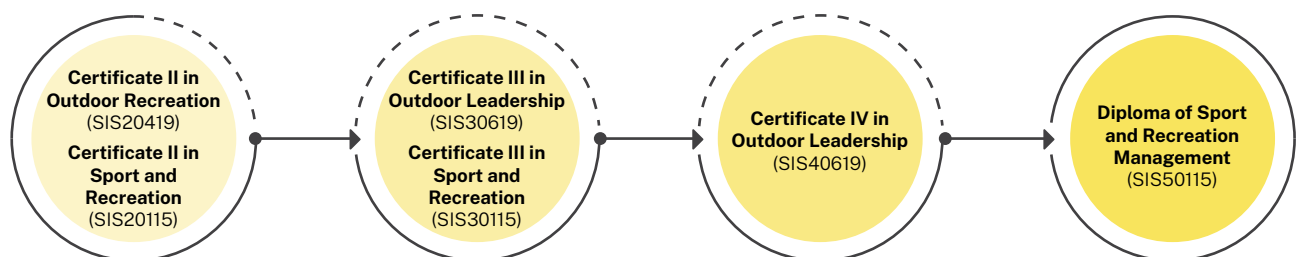 Certificate II in
Outdoor Recreation
(SIS20419)
Certificate II in
Sport and
Recreation
(SIS20115)
Certificate III in
Outdoor Leadership
(SIS30619)
Certificate III in
Sport and
Recreation
(SIS30115)
Certificate IV in
Outdoor Leadership
(SIS40619)
Diploma of Sport
and Recreation
Management
(SIS50115)